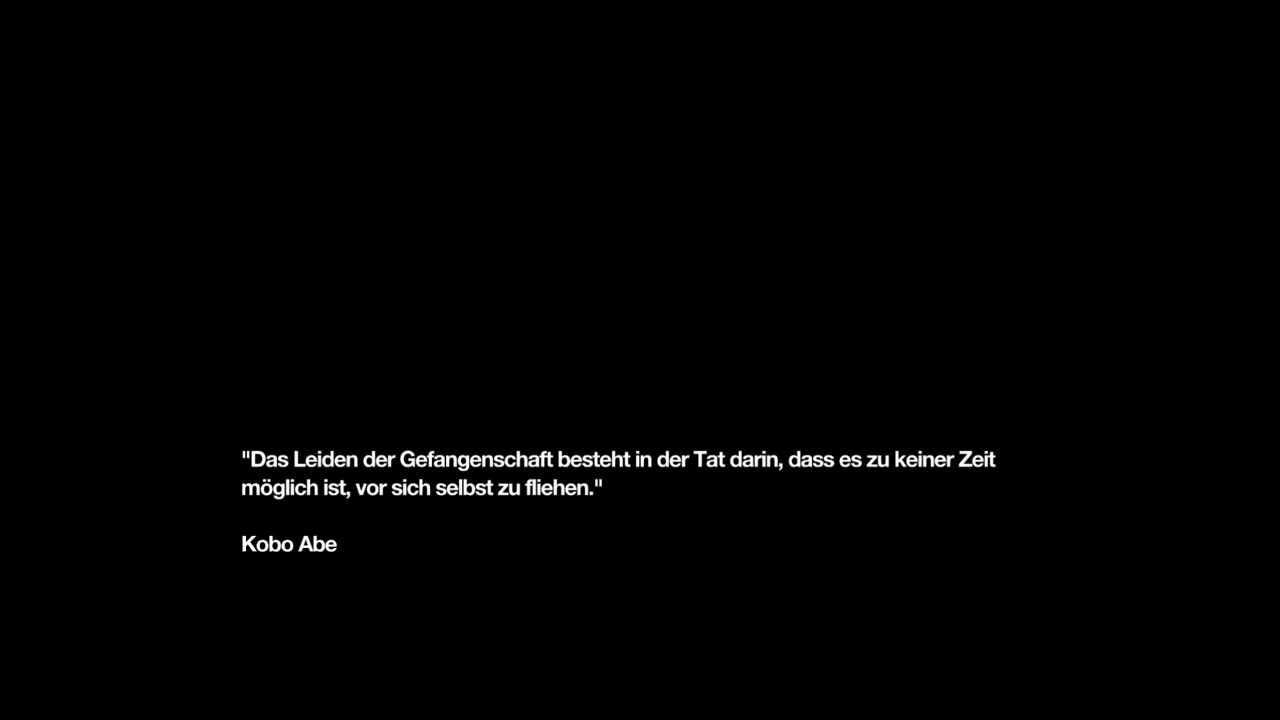 "Das Leiden der Gefangenschaft besteht in der Tat darin, dass es zu keiner Zeit
möglich ist, vor sich selbst zu fliehen."
Kobo Abe